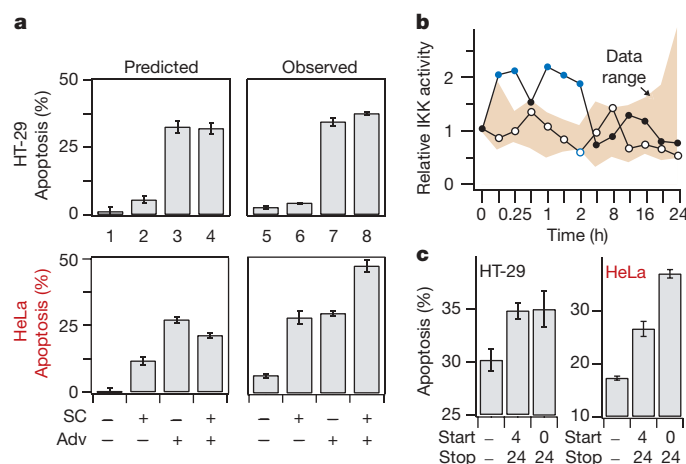 a
Predicted
Observed
HT-29
Apoptosis (%)
50
25
0
1 2 3 4
5 6 7 8
HeLa
Apoptosis (%)
50
25
0
SC – + – + – + – +
Adv – – + + – – + +
b
Relative IKK activity
2
1
0
Data
range
0 0.25 1 2 8 16 24
Time (h)
c
HT-29
Apoptosis (%)
35
30
25
Start – 4 0
Stop – 24 24
HeLa
30
20
10
Start – 4 0
Stop – 24 24